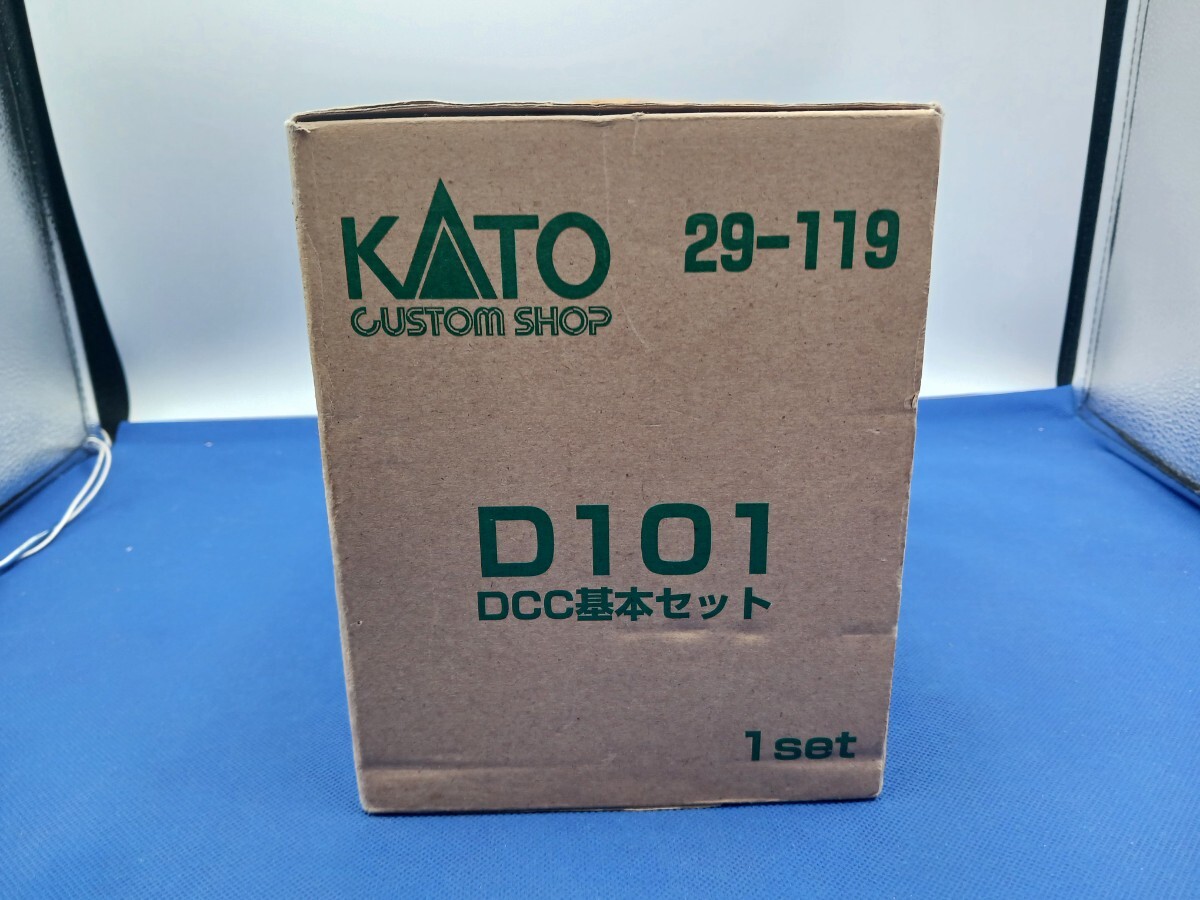 KATO 29-119
CUSTOM SHOP
D101
DCC基本セット
1set